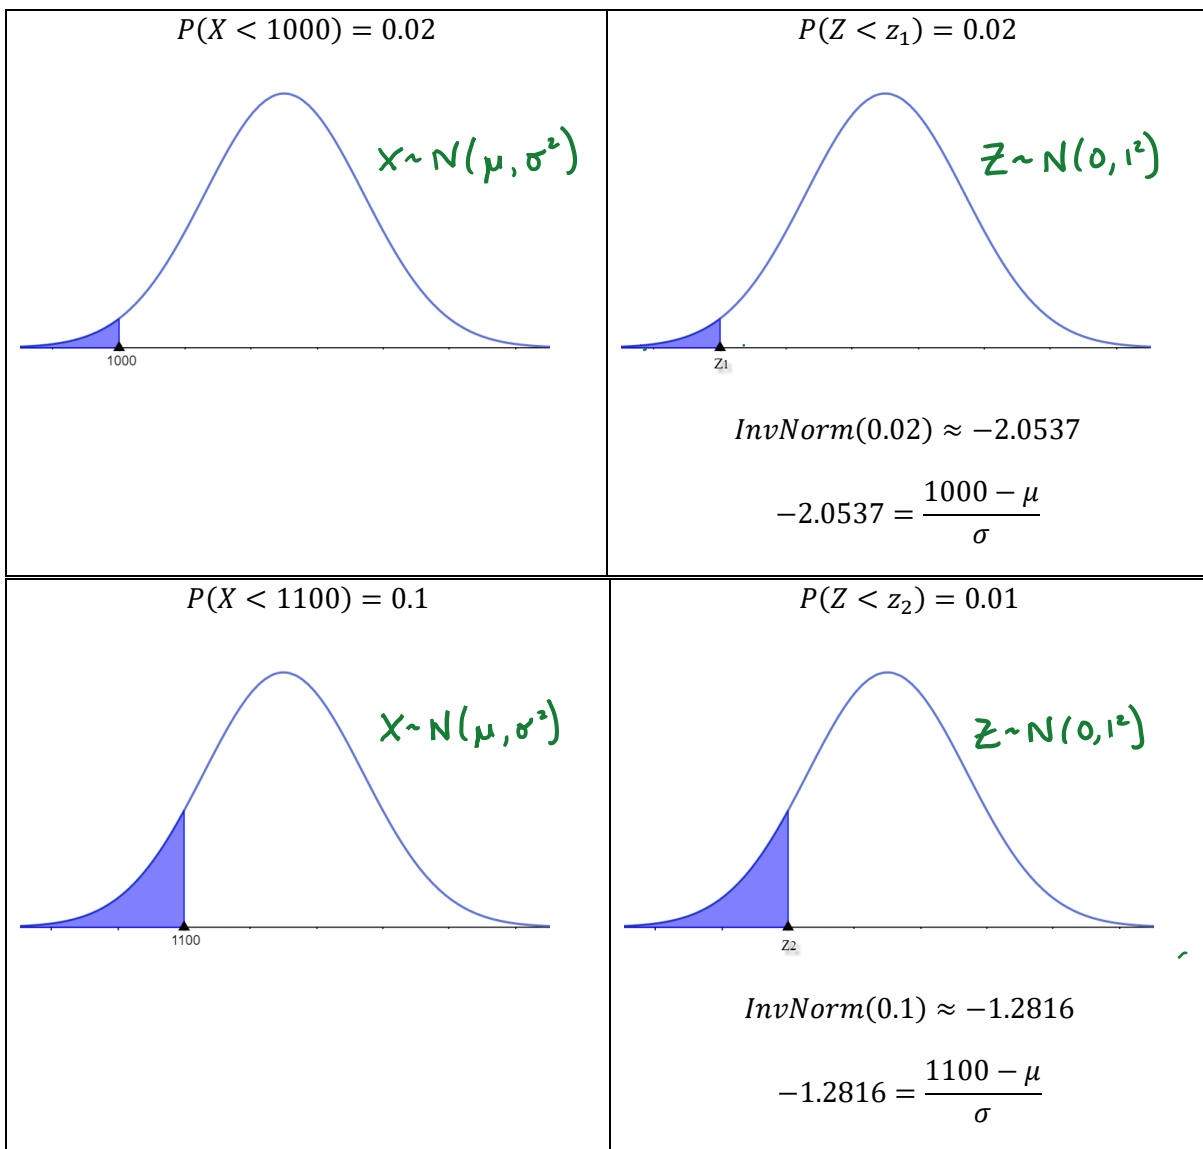 P(X < 1000) = 0.02
X ~ N(μ, σ²)
1000
P(Z < z₁) = 0.02
Z ~ N(0, 1²)
Z1
InvNorm(0.02) ≈ −2.0537
−2.0537 = (1000 − μ)/σ
P(X < 1100) = 0.1
X ~ N(μ, σ²)
1100
P(Z < z₂) = 0.01
Z ~ N(0, 1²)
Z2
InvNorm(0.1) ≈ −1.2816
−1.2816 = (1100 − μ)/σ